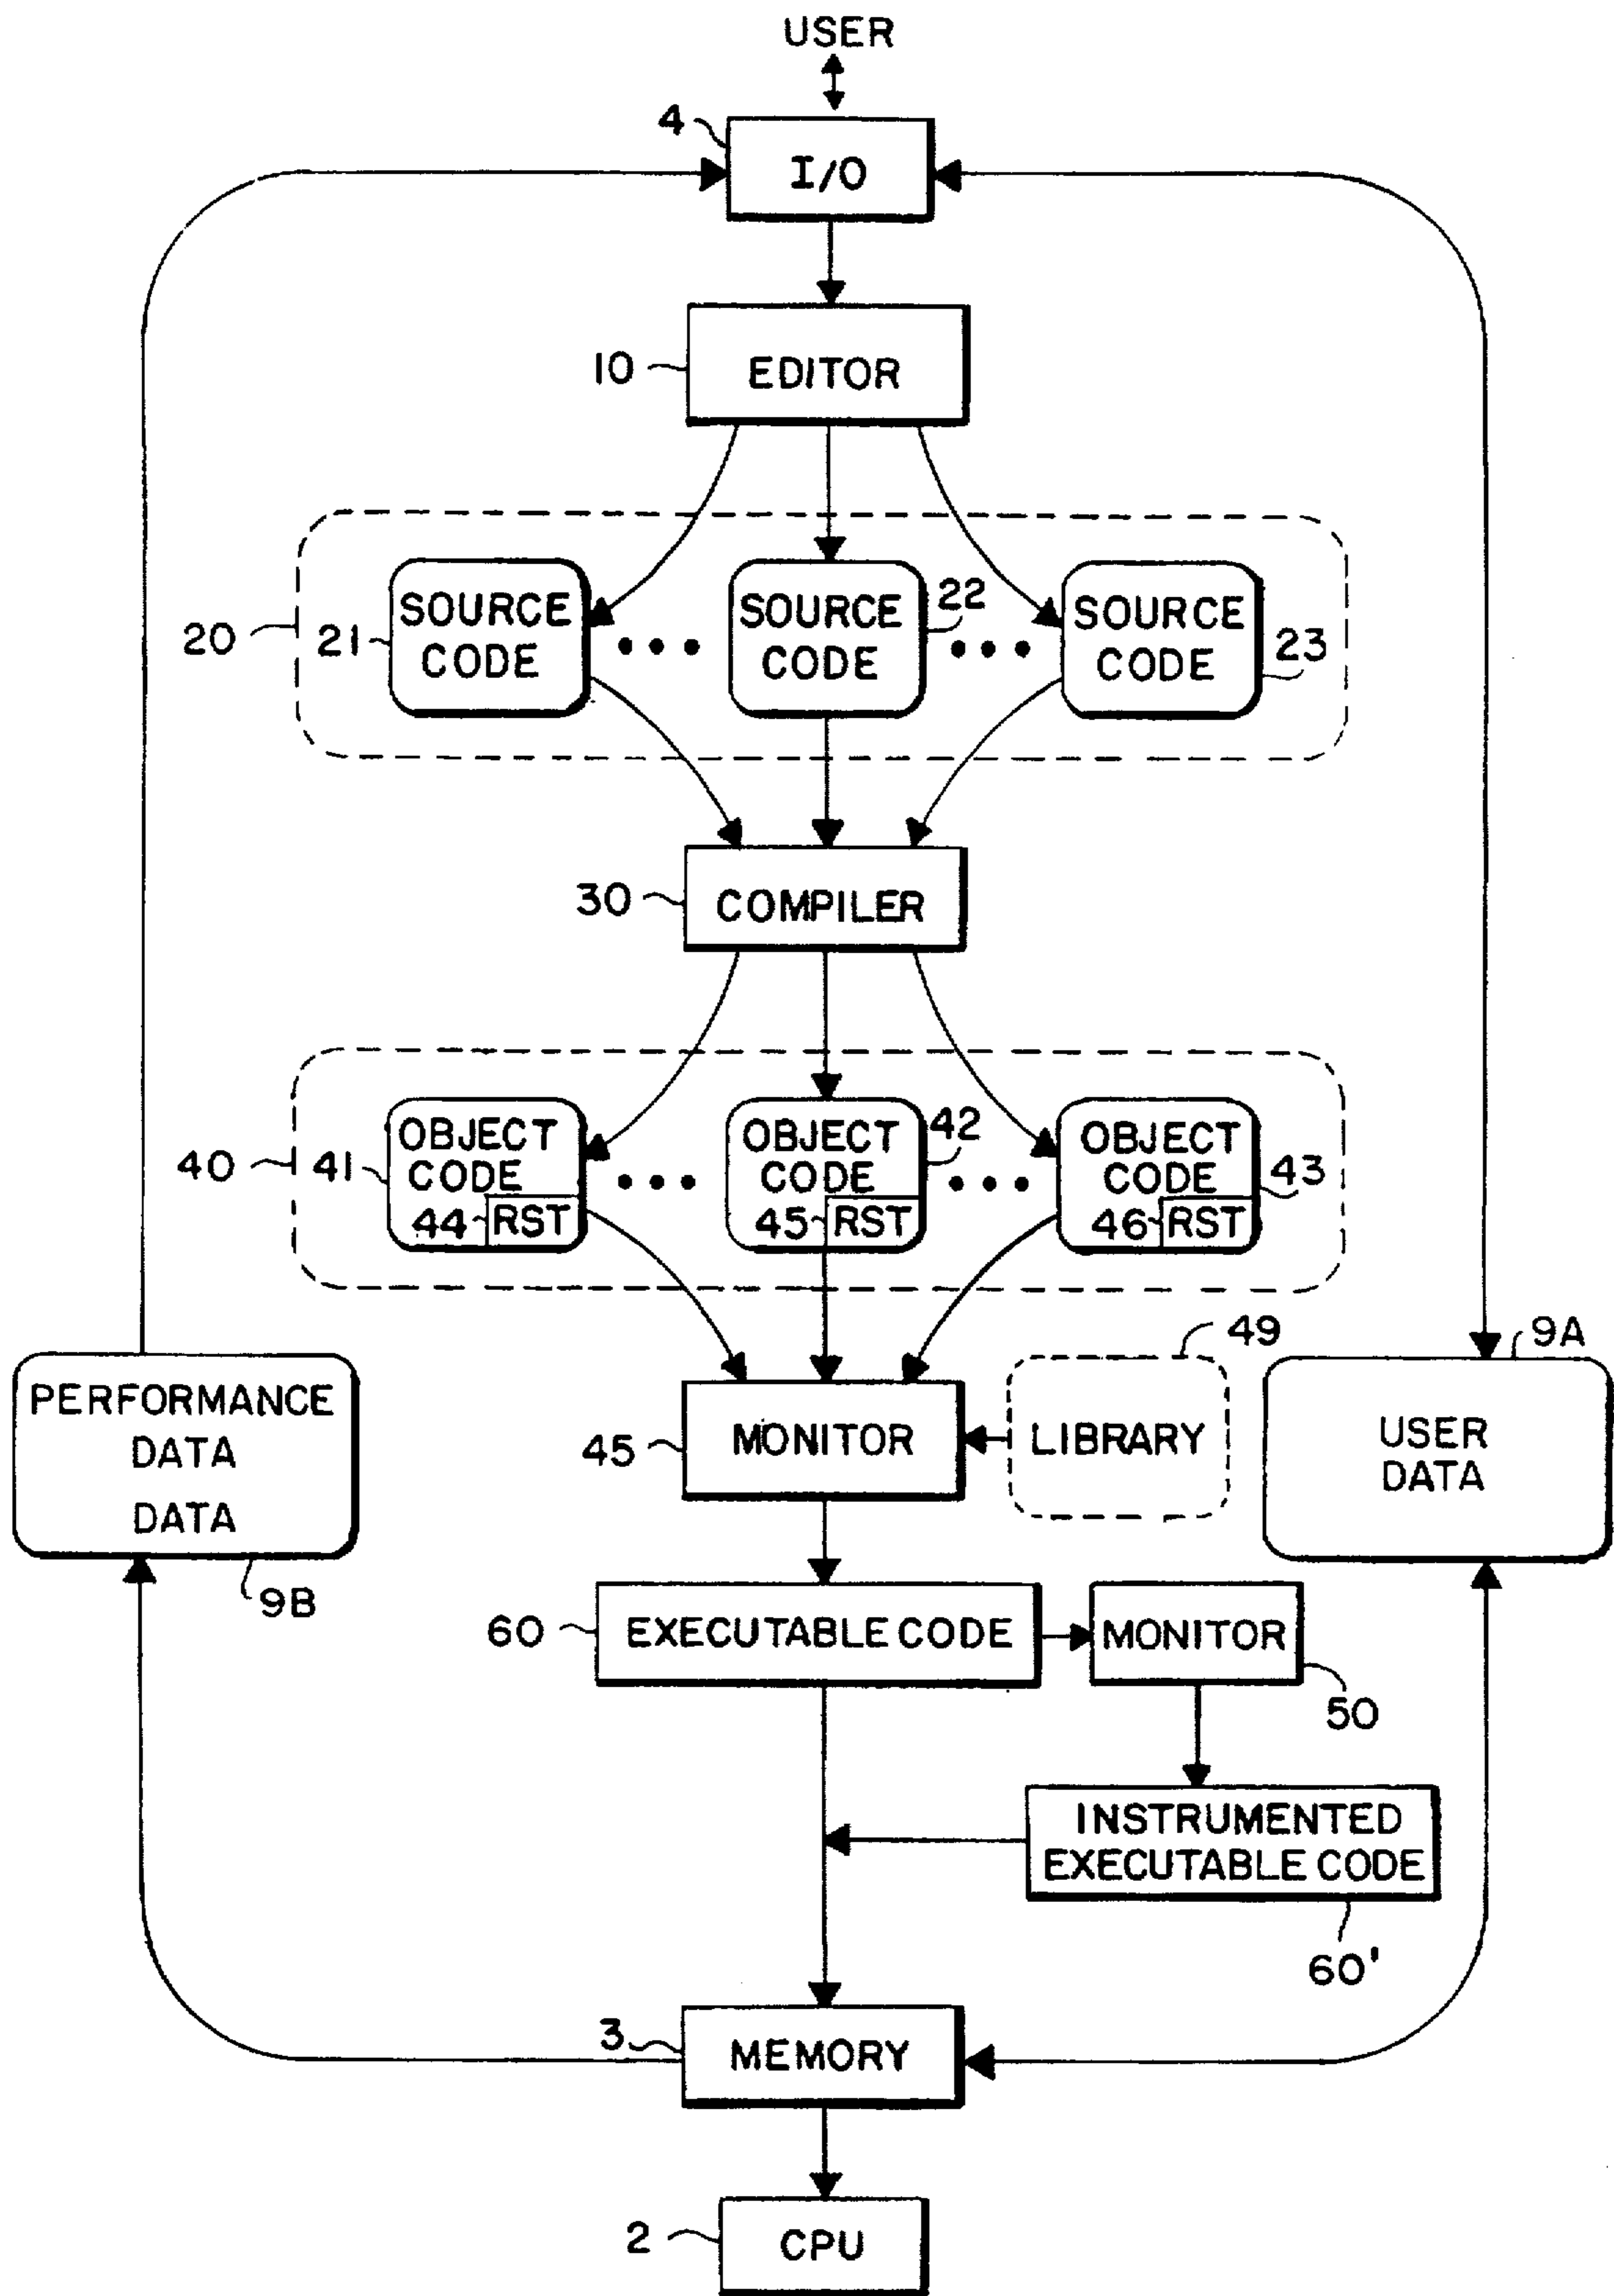 USER
4
I/O
10
EDITOR
20
21
SOURCE
CODE
SOURCE
CODE
22
SOURCE
CODE
23
30
COMPILER
40
41
OBJECT
CODE
44
RST
OBJECT
CODE
42
45
RST
OBJECT
CODE
43
46
RST
PERFORMANCE
DATA
DATA
9B
45
MONITOR
LIBRARY
49
9A
USER
DATA
60
EXECUTABLE CODE
MONITOR
50
INSTRUMENTED
EXECUTABLE CODE
60'
3
MEMORY
2
CPU